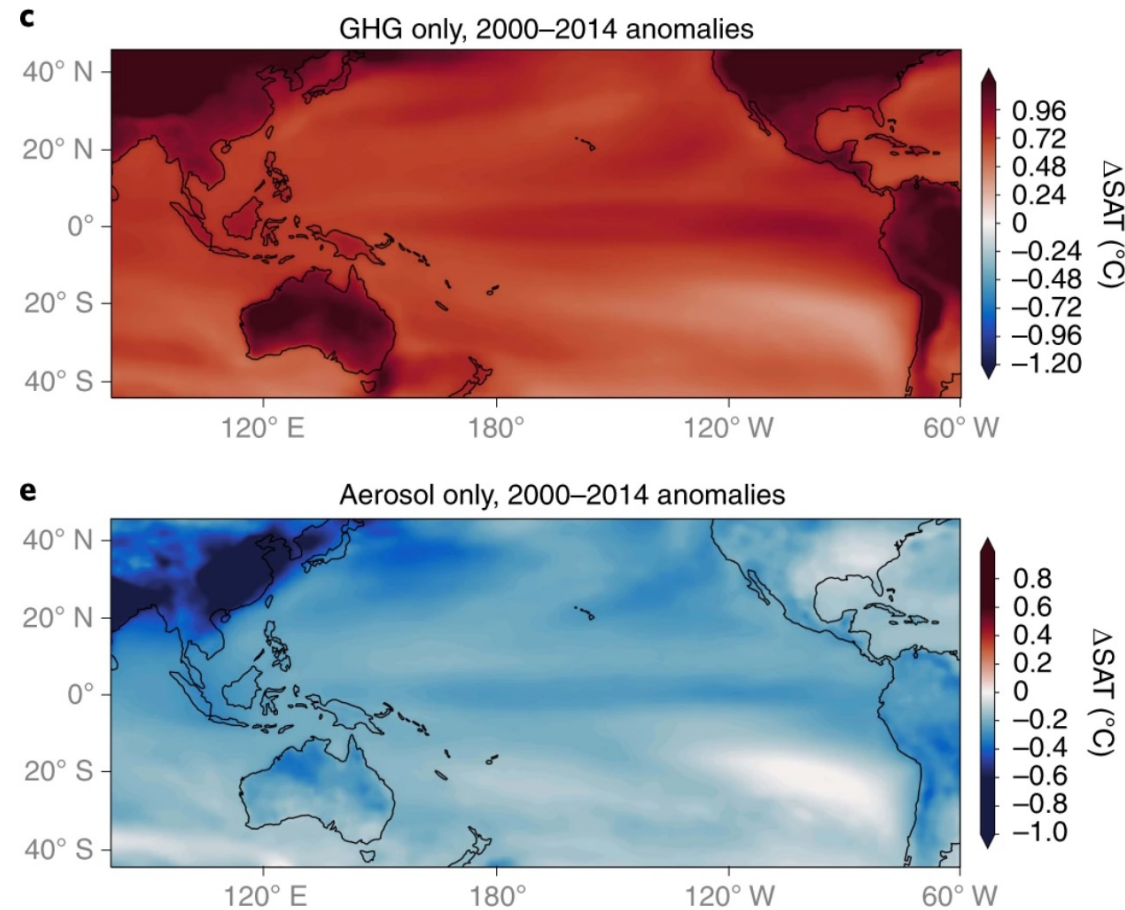 c
GHG only, 2000–2014 anomalies
40° N
20° N
0°
20° S
40° S
120° E 180° 120° W 60° W
0.96
0.72
0.48
0.24
0
–0.24
–0.48
–0.72
–0.96
–1.20
ΔSAT (°C)
e
Aerosol only, 2000–2014 anomalies
40° N
20° N
0°
20° S
40° S
120° E 180° 120° W 60° W
0.8
0.6
0.4
0.2
0
–0.2
–0.4
–0.6
–0.8
–1.0
ΔSAT (°C)